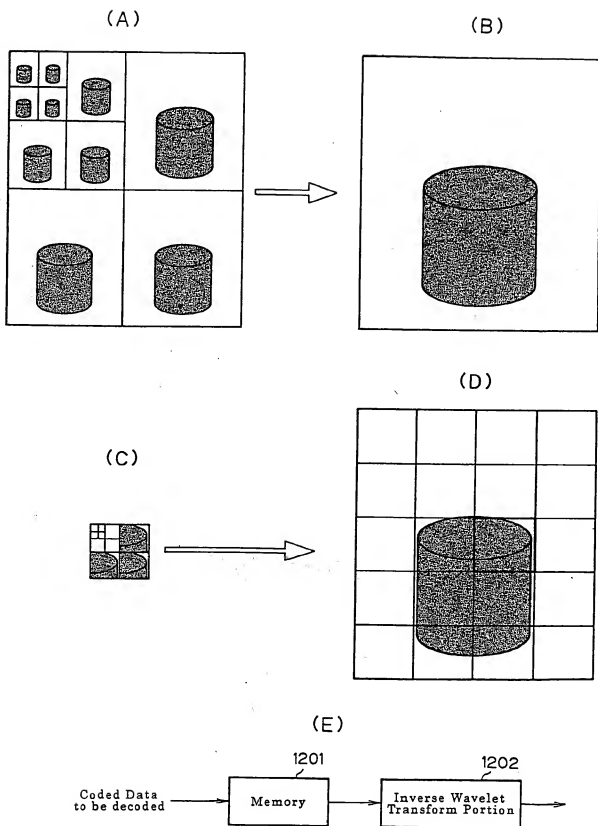 (A)
(B)
(C)
(D)
(E)
1201
1202
Coded Data
to be decoded
Memory
Inverse Wavelet
Transform Portion